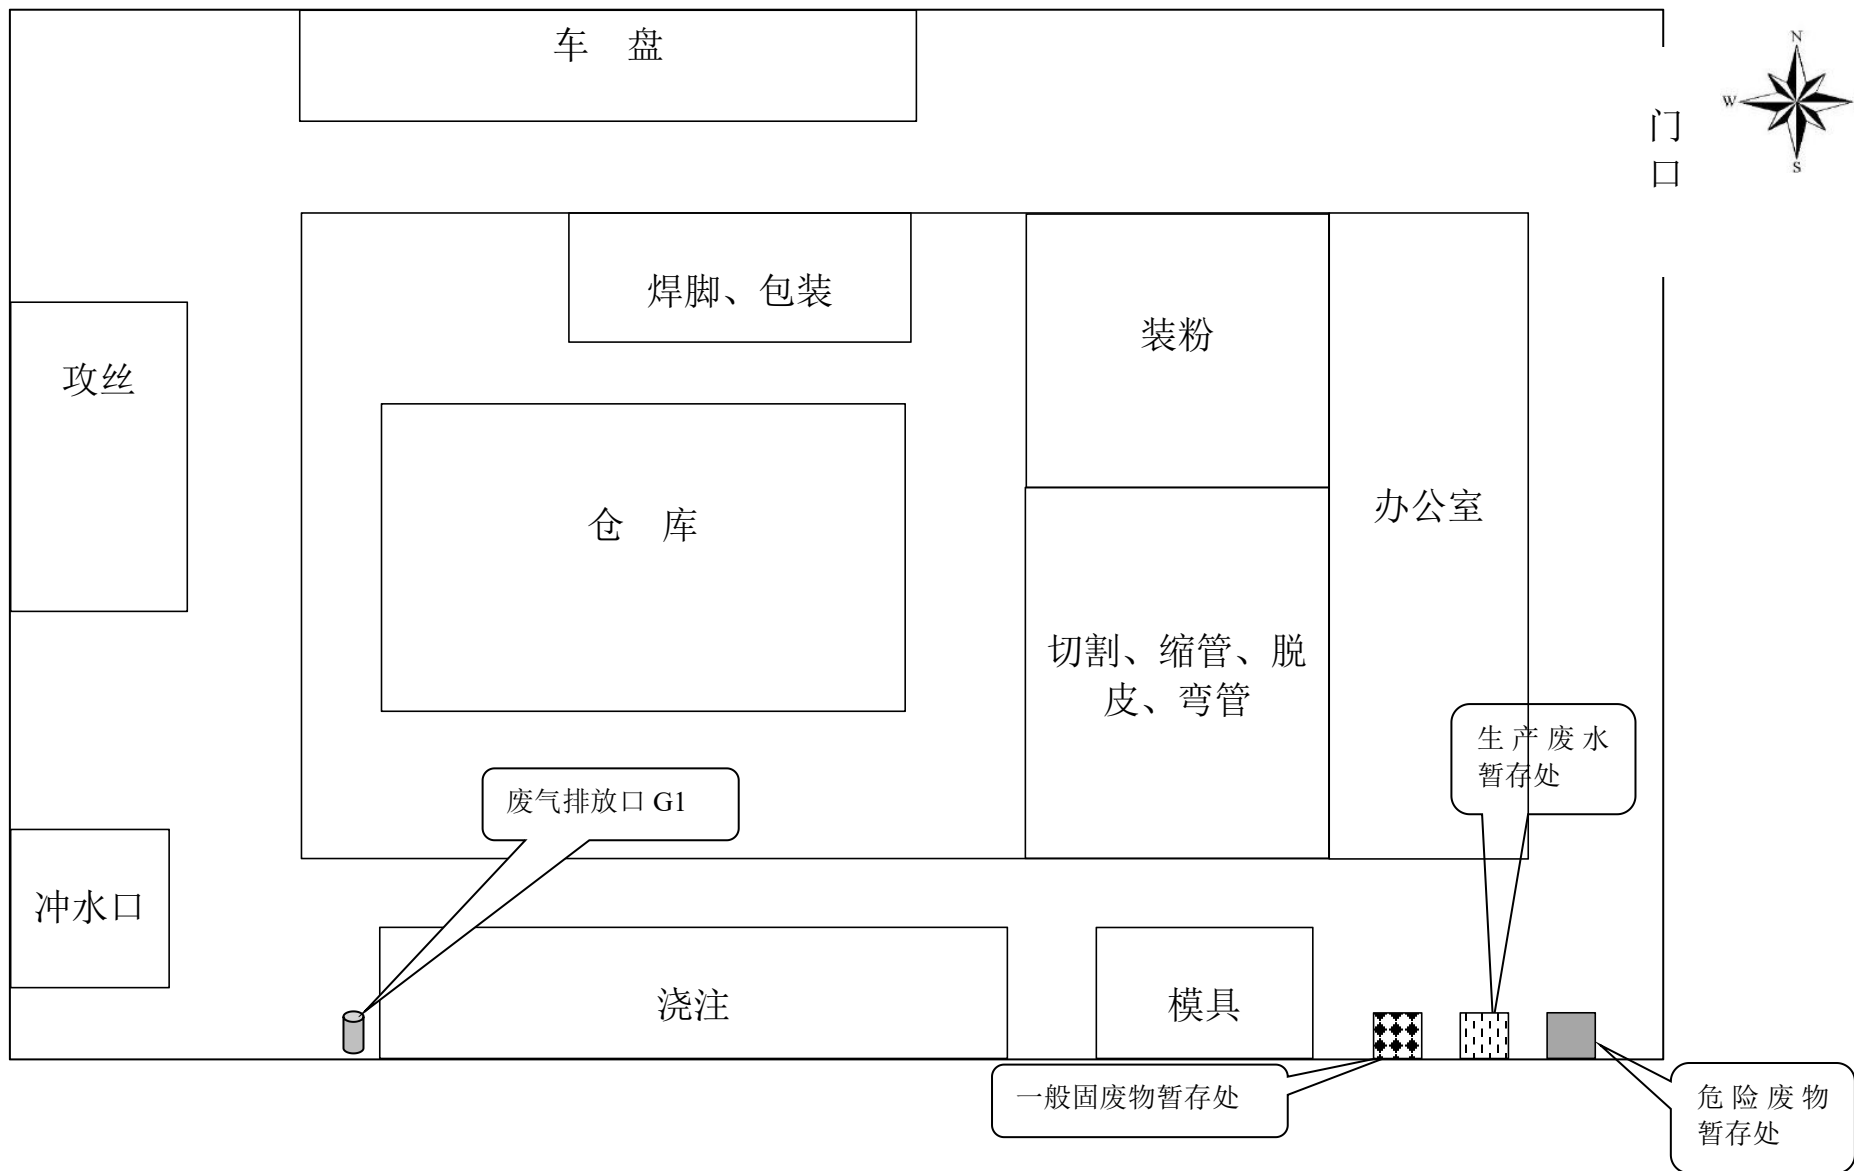 车 盘
N
W
S
门
口
焊脚、包装
装粉
攻丝
仓 库
办公室
切割、缩管、脱
皮、弯管
生产废水
暂存处
废气排放口 G1
冲水口
浇注
模具
一般固废物暂存处
危险废物
暂存处